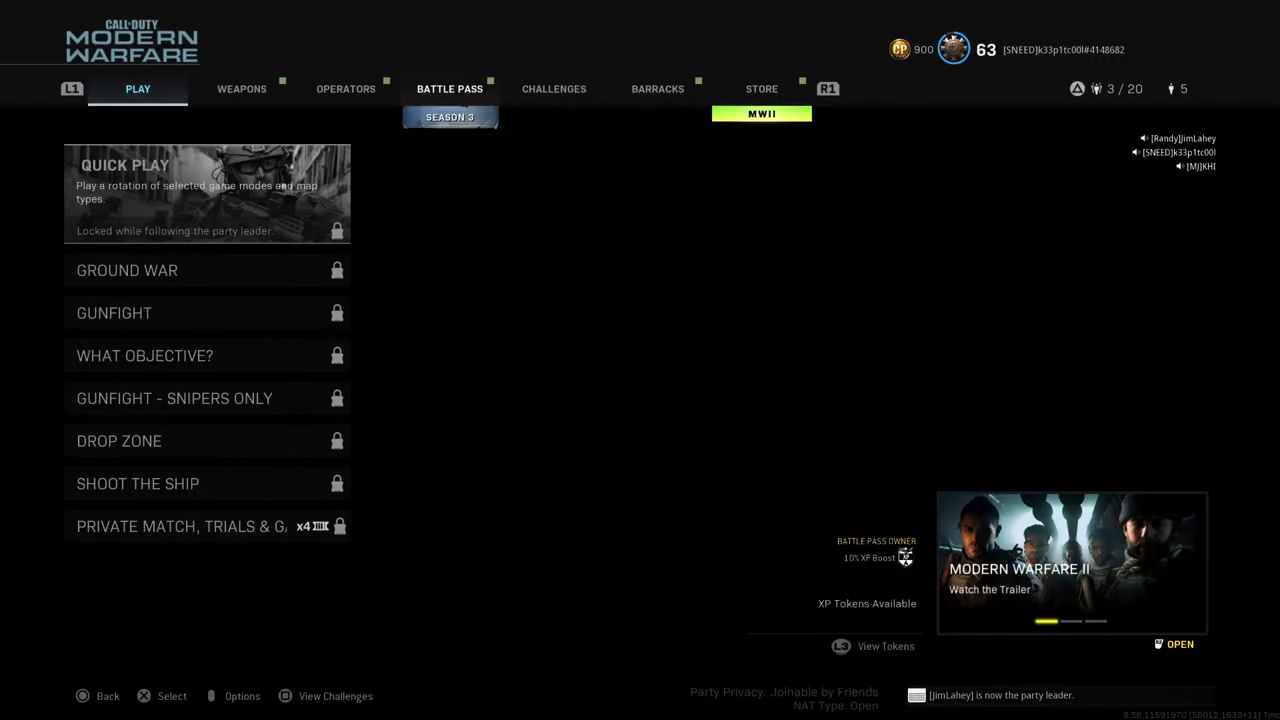 CALL OF DUTY
MODERN
WARFARE
CP 900 63 [SNEED]k33p1tc00l#4148682
L1 PLAY WEAPONS OPERATORS BATTLE PASS CHALLENGES BARRACKS STORE R1 3 / 20 5
SEASON 3 MWII
[Randy]JimLahey
[SNEED]k33p1tc00l
[MJ]KHI
QUICK PLAY
Play a rotation of selected game modes and map
types.
Locked while following the party leader.
GROUND WAR
GUNFIGHT
WHAT OBJECTIVE?
GUNFIGHT - SNIPERS ONLY
DROP ZONE
SHOOT THE SHIP
PRIVATE MATCH, TRIALS & GA x4
BATTLE PASS OWNER
10% XP Boost XP
XP Tokens Available
L3 View Tokens
MODERN WARFARE II
Watch the Trailer
OPEN
Back Select Options View Challenges
Party Privacy: Joinable by Friends
NAT Type: Open
[JimLahey] is now the party leader.